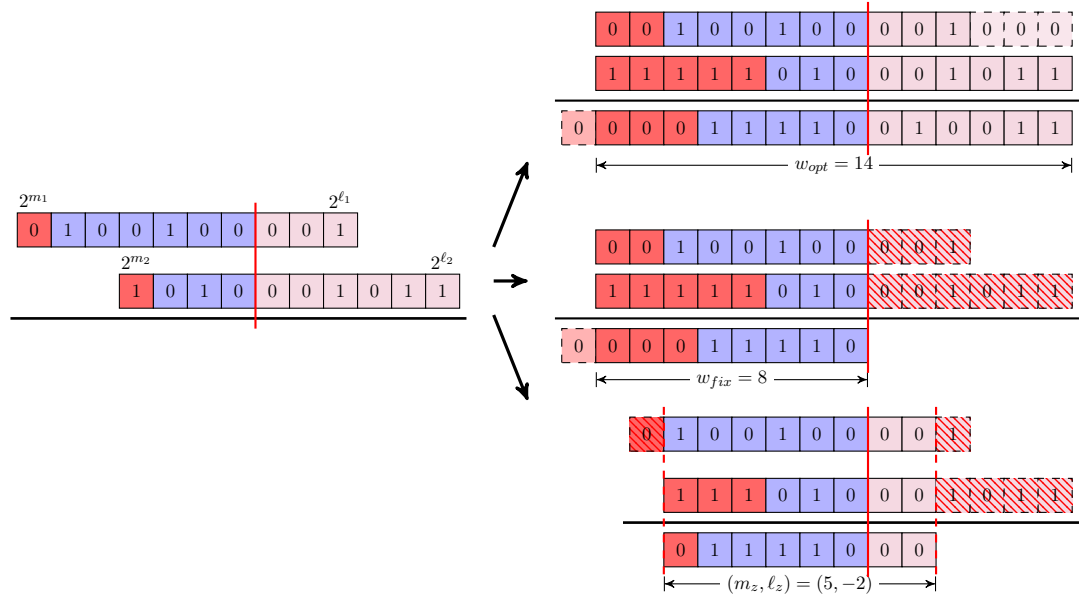 2^{m_1} 2^{ℓ_1}
0 1 0 0 1 0 0 0 0 1
2^{m_2} 2^{ℓ_2}
1 0 1 0 0 0 1 0 1 1
0 0 1 0 0 1 0 0 0 0 1 0 0 0
1 1 1 1 1 0 1 0 0 0 1 0 1 1
0 0 0 0 1 1 1 1 0 0 1 0 0 1 1
w_{opt} = 14
0 0 1 0 0 1 0 0 0 0 1
1 1 1 1 1 0 1 0 0 0 1 0 1 1
0 0 0 0 1 1 1 1 0
w_{fix} = 8
0 1 0 0 1 0 0 0 0 1
1 1 1 0 1 0 0 0 1 0 1 1
0 1 1 1 1 0 0 0
(m_z, ℓ_z) = (5, −2)